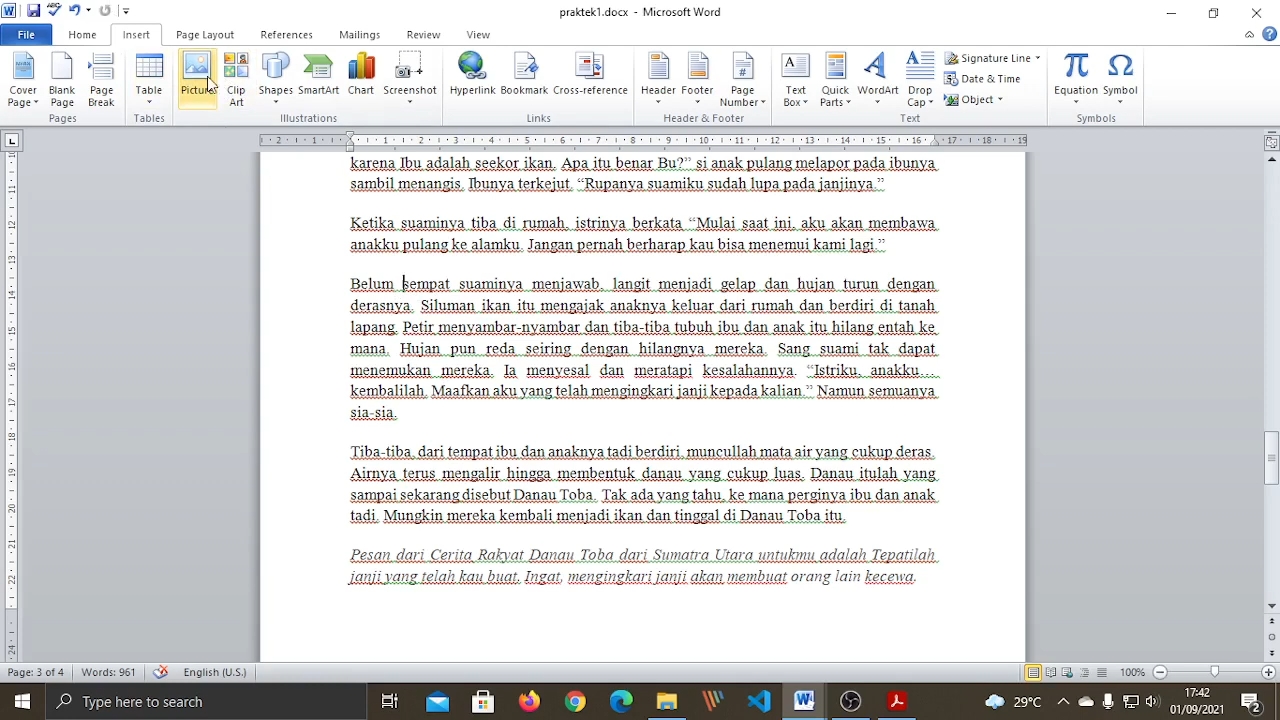 praktek1.docx - Microsoft Word
File Home Insert Page Layout References Mailings Review View
Cover Page Blank Page Page Break Table Picture Clip Art Shapes SmartArt Chart Screenshot Hyperlink Bookmark Cross-reference Header Footer Page Number Text Box Quick Parts WordArt Drop Cap Signature Line Date & Time Object Equation Symbol
Pages Tables Illustrations Links Header & Footer Text Symbols
karena Ibu adalah seekor ikan. Apa itu benar Bu?” si anak pulang melapor pada ibunya
sambil menangis. Ibunya terkejut. “Rupanya suamiku sudah lupa pada janjinya.”
Ketika suaminya tiba di rumah, istrinya berkata “Mulai saat ini, aku akan membawa
anakku pulang ke alamku. Jangan pernah berharap kau bisa menemui kami lagi.”
Belum sempat suaminya menjawab, langit menjadi gelap dan hujan turun dengan
derasnya. Siluman ikan itu mengajak anaknya keluar dari rumah dan berdiri di tanah
lapang. Petir menyambar-nyambar dan tiba-tiba tubuh ibu dan anak itu hilang entah ke
mana. Hujan pun reda seiring dengan hilangnya mereka. Sang suami tak dapat
menemukan mereka. Ia menyesal dan meratapi kesalahannya. “Istriku, anakku….
kembalilah. Maafkan aku yang telah mengingkari janji kepada kalian.” Namun semuanya
sia-sia.
Tiba-tiba, dari tempat ibu dan anaknya tadi berdiri, muncullah mata air yang cukup deras.
Airnya terus mengalir hingga membentuk danau yang cukup luas. Danau itulah yang
sampai sekarang disebut Danau Toba. Tak ada yang tahu, ke mana perginya ibu dan anak
tadi. Mungkin mereka kembali menjadi ikan dan tinggal di Danau Toba itu.
Pesan dari Cerita Rakyat Danau Toba dari Sumatra Utara untukmu adalah Tepatilah
janji yang telah kau buat. Ingat, mengingkari janji akan membuat orang lain kecewa.
Page: 3 of 4 Words: 961 English (U.S.) 100%
Type here to search 29°C 17:42
01/09/2021